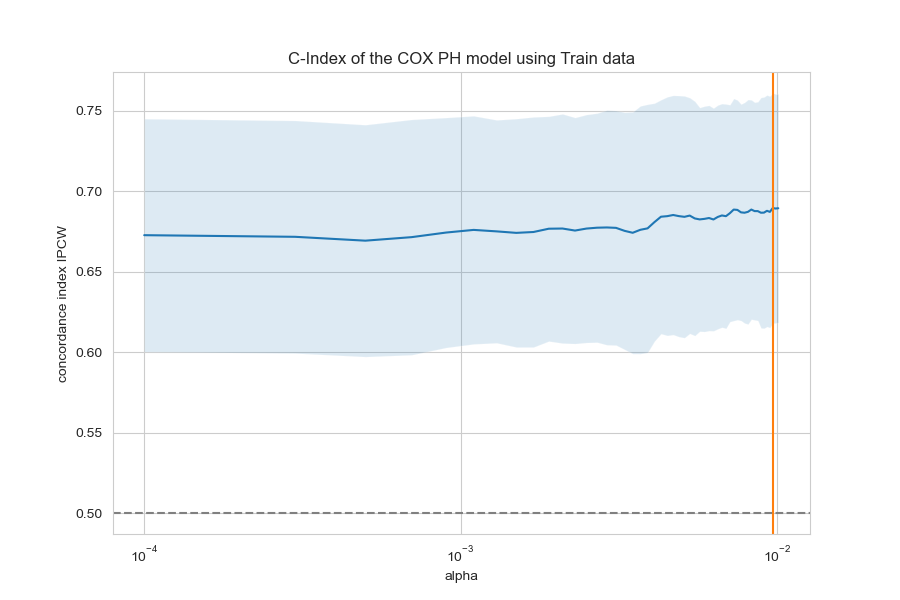 C-Index of the COX PH model using Train data
concordance index IPCW
0.75
0.70
0.65
0.60
0.55
0.50
10⁻⁴ 10⁻³ 10⁻²
alpha